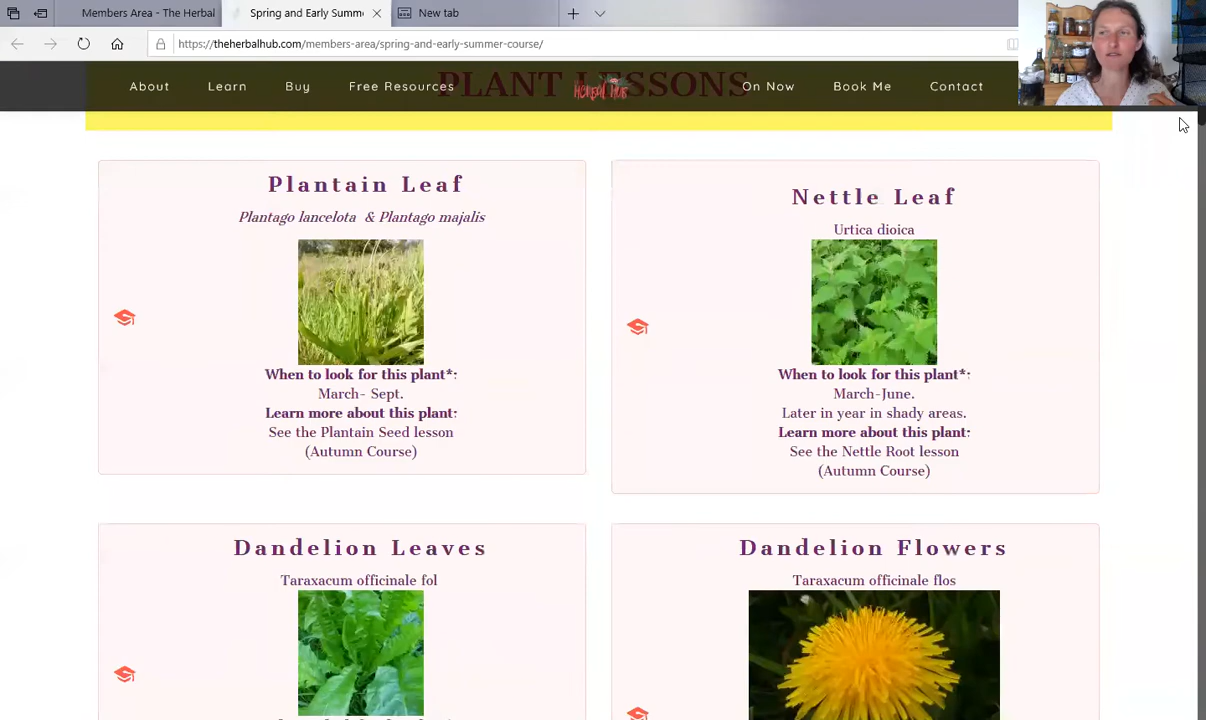 Members Area - The Herbal
Spring and Early Summ
New tab
https://theherbalhub.com/members-area/spring-and-early-summer-course/
PLANT LESSONS
About Learn Buy Free Resources Herbal Hub On Now Book Me Contact
Plantain Leaf
Plantago lancelota & Plantago majalis
When to look for this plant*:
March- Sept.
Learn more about this plant:
See the Plantain Seed lesson
(Autumn Course)
Nettle Leaf
Urtica dioica
When to look for this plant*:
March-June.
Later in year in shady areas.
Learn more about this plant:
See the Nettle Root lesson
(Autumn Course)
Dandelion Leaves
Taraxacum officinale fol
Dandelion Flowers
Taraxacum officinale flos